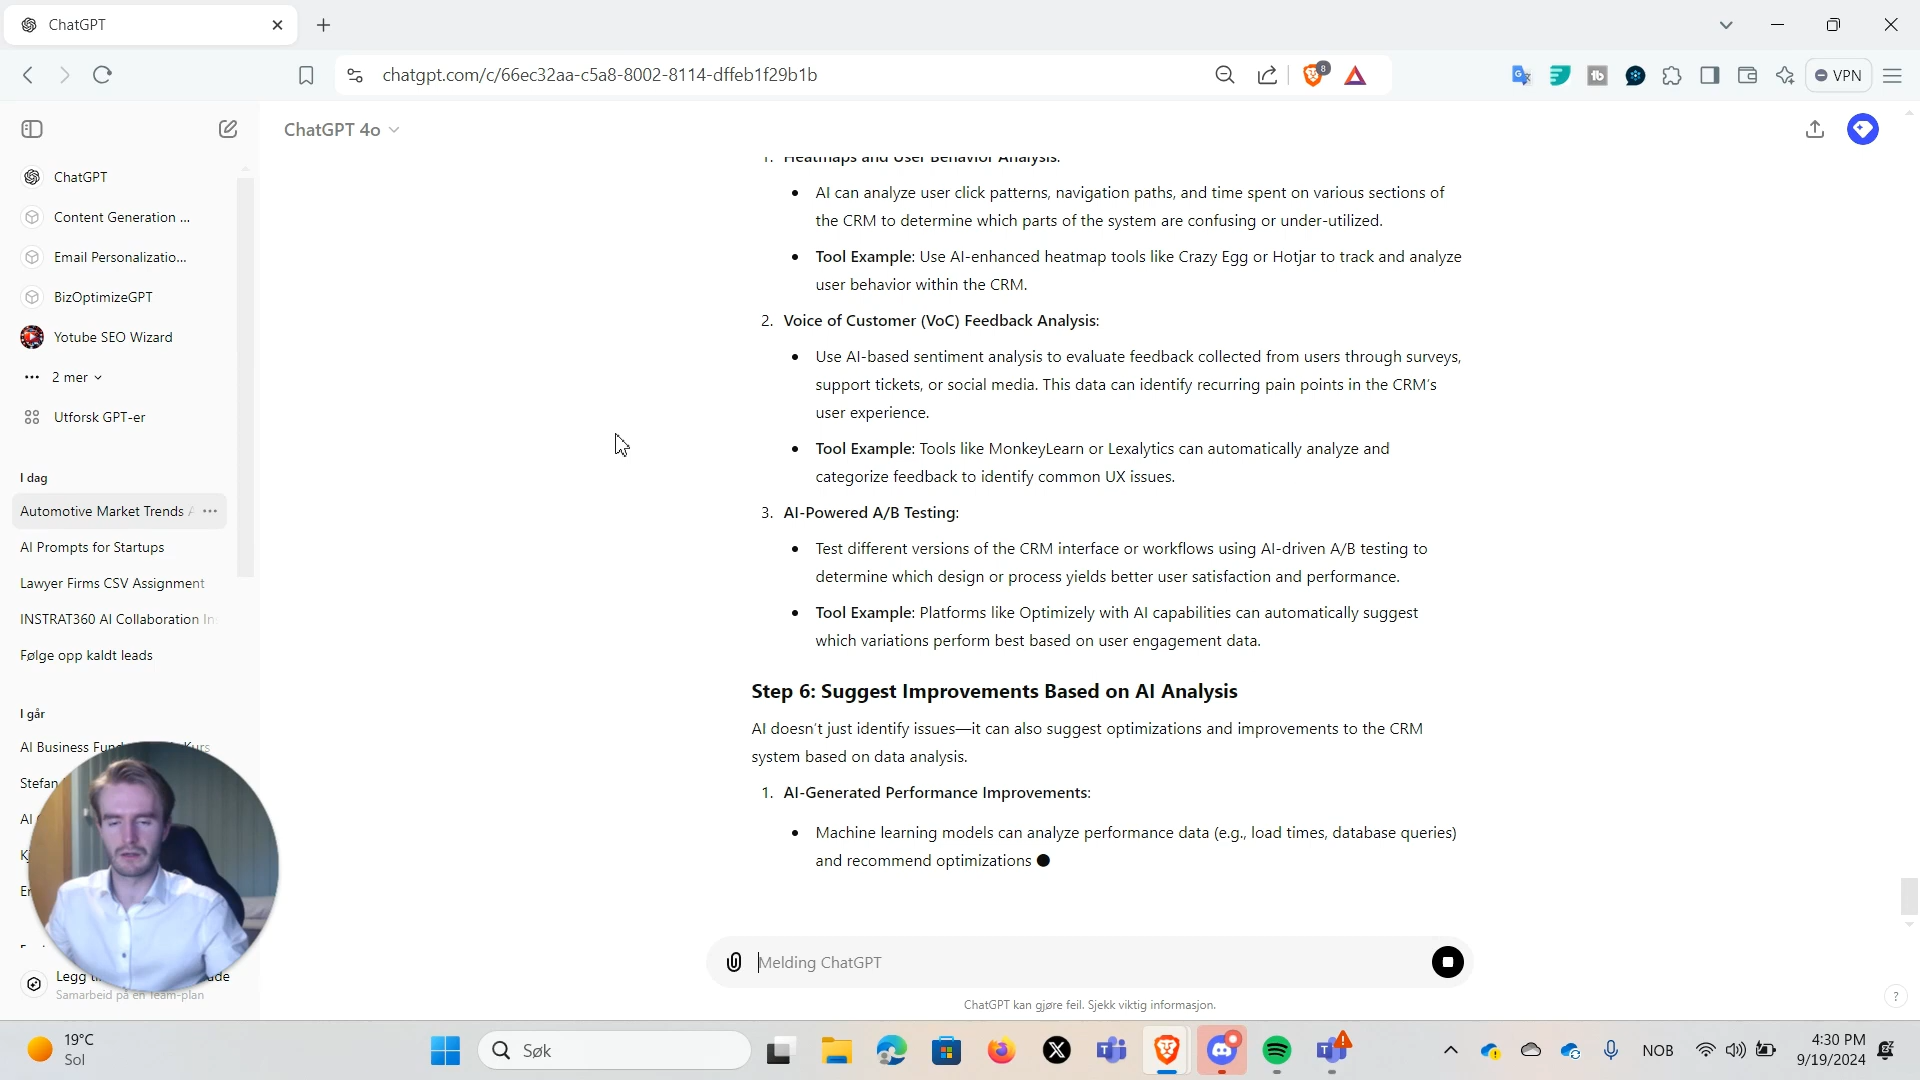 ChatGPT
chatgpt.com/c/66ec32aa-c5a8-8002-8114-dffeb1f29b1b
8
VPN
ChatGPT 4o
ChatGPT
Content Generation ...
Email Personalizatio...
BizOptimizeGPT
Yotube SEO Wizard
2 mer
Utforsk GPT-er
I dag
Automotive Market Trends
AI Prompts for Startups
Lawyer Firms CSV Assignment
INSTRAT360 AI Collaboration
Følge opp kaldt leads
I går
AI Business
Stefan
AI
Legg
Samarbeid på en Team-plan
1. Heatmaps and User Behavior Analysis:
• AI can analyze user click patterns, navigation paths, and time spent on various sections of
the CRM to determine which parts of the system are confusing or under-utilized.
• Tool Example: Use AI-enhanced heatmap tools like Crazy Egg or Hotjar to track and analyze
user behavior within the CRM.
2. Voice of Customer (VoC) Feedback Analysis:
• Use AI-based sentiment analysis to evaluate feedback collected from users through surveys,
support tickets, or social media. This data can identify recurring pain points in the CRM's
user experience.
• Tool Example: Tools like MonkeyLearn or Lexalytics can automatically analyze and
categorize feedback to identify common UX issues.
3. AI-Powered A/B Testing:
• Test different versions of the CRM interface or workflows using AI-driven A/B testing to
determine which design or process yields better user satisfaction and performance.
• Tool Example: Platforms like Optimizely with AI capabilities can automatically suggest
which variations perform best based on user engagement data.
Step 6: Suggest Improvements Based on AI Analysis
AI doesn't just identify issues—it can also suggest optimizations and improvements to the CRM
system based on data analysis.
1. AI-Generated Performance Improvements:
• Machine learning models can analyze performance data (e.g., load times, database queries)
and recommend optimizations
Melding ChatGPT
ChatGPT kan gjøre feil. Sjekk viktig informasjon.
?
19°C
Sol
Søk
NOB
4:30 PM
9/19/2024